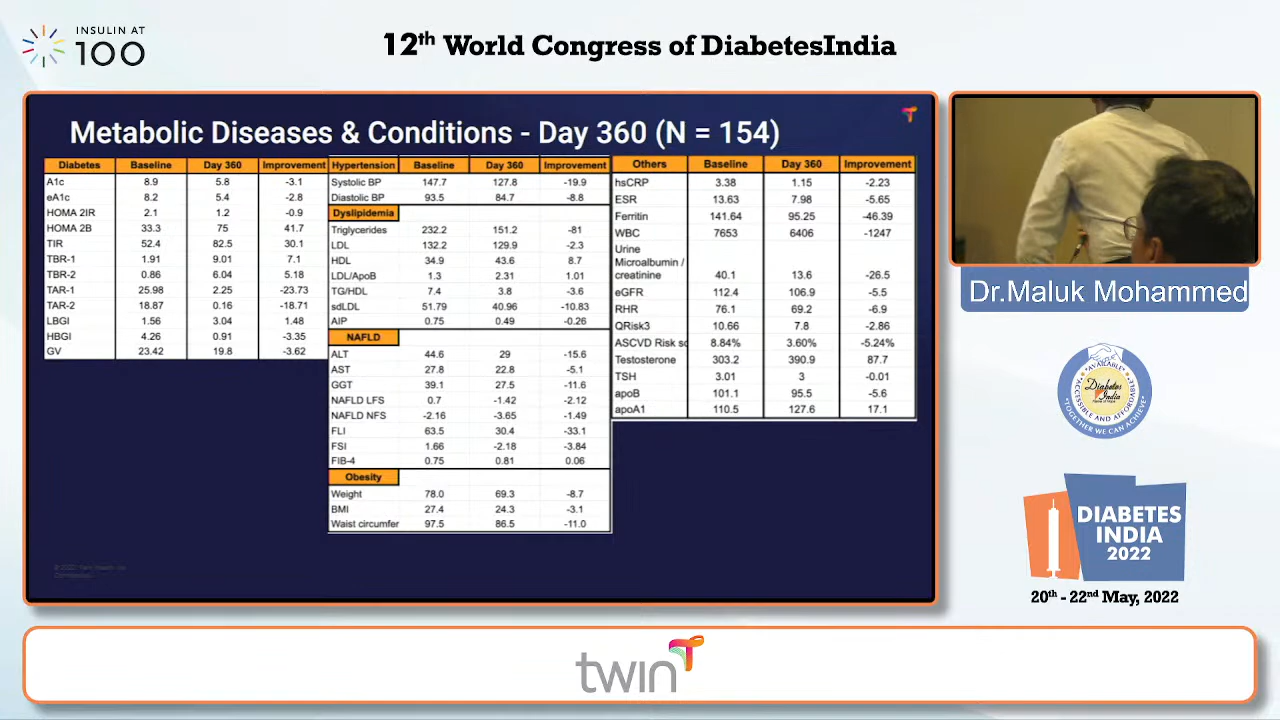 INSULIN AT
100
12th World Congress of DiabetesIndia
Metabolic Diseases & Conditions - Day 360 (N = 154)
Diabetes Baseline Day 360 Improvement
A1c 8.9 5.8 -3.1
eA1c 8.2 5.4 -2.8
HOMA 2IR 2.1 1.2 -0.9
HOMA 2B 33.3 75 41.7
TIR 52.4 82.5 30.1
TBR-1 1.91 9.01 7.1
TBR-2 0.86 6.04 5.18
TAR-1 25.98 2.25 -23.73
TAR-2 18.87 0.16 -18.71
LBGI 1.56 3.04 1.48
HBGI 4.26 0.91 -3.35
GV 23.42 19.8 -3.62
Hypertension Baseline Day 360 Improvement
Systolic BP 147.7 127.8 -19.9
Diastolic BP 93.5 84.7 -8.8
Dyslipidemia
Triglycerides 232.2 151.2 -81
LDL 132.2 129.9 -2.3
HDL 34.9 43.6 8.7
LDL/ApoB 1.3 2.31 1.01
TG/HDL 7.4 3.8 -3.6
sdLDL 51.79 40.96 -10.83
AIP 0.75 0.49 -0.26
NAFLD
ALT 44.6 29 -15.6
AST 27.8 22.8 -5.1
GGT 39.1 27.5 -11.6
NAFLD LFS 0.7 -1.42 -2.12
NAFLD NFS -2.16 -3.65 -1.49
FLI 63.5 30.4 -33.1
FSI 1.66 -2.18 -3.84
FIB-4 0.75 0.81 0.06
Obesity
Weight 78.0 69.3 -8.7
BMI 27.4 24.3 -3.1
Waist circumfer 97.5 86.5 -11.0
Others Baseline Day 360 Improvement
hsCRP 3.38 1.15 -2.23
ESR 13.63 7.98 -5.65
Ferritin 141.64 95.25 -46.39
WBC 7653 6406 -1247
Urine
Microalbumin /
creatinine 40.1 13.6 -26.5
eGFR 112.4 106.9 -5.5
RHR 76.1 69.2 -6.9
QRisk3 10.66 7.8 -2.86
ASCVD Risk sc 8.84% 3.60% -5.24%
Testosterone 303.2 390.9 87.7
TSH 3.01 3 -0.01
apoB 101.1 95.5 -5.6
apoA1 110.5 127.6 17.1
Dr.Maluk Mohammed
AVAILABLE
ACCESSIBLE AND AFFORDABLE
Diabetes
India
TOGETHER WE CAN ACHIEVE
DIABETES
INDIA
2022
20th - 22nd May, 2022
twin